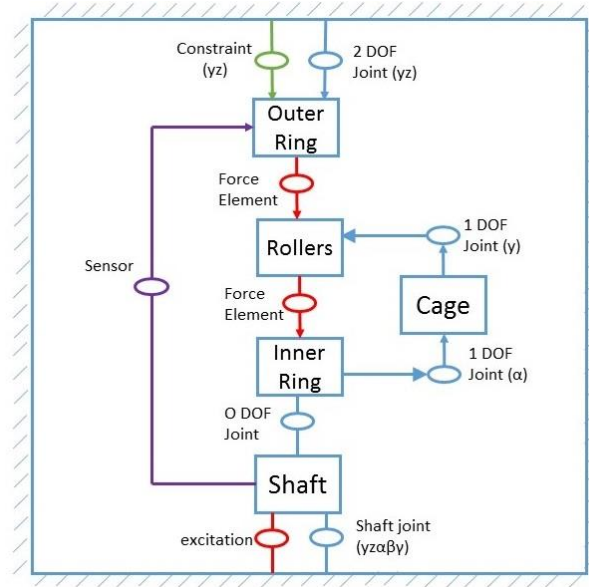 Constraint
(yz)
2 DOF
Joint (yz)
Outer
Ring
Force
Element
Rollers
1 DOF
Joint (y)
Sensor
Force
Element
Cage
Inner
Ring
1 DOF
Joint (α)
O DOF
Joint
Shaft
excitation
Shaft joint
(yzαβγ)